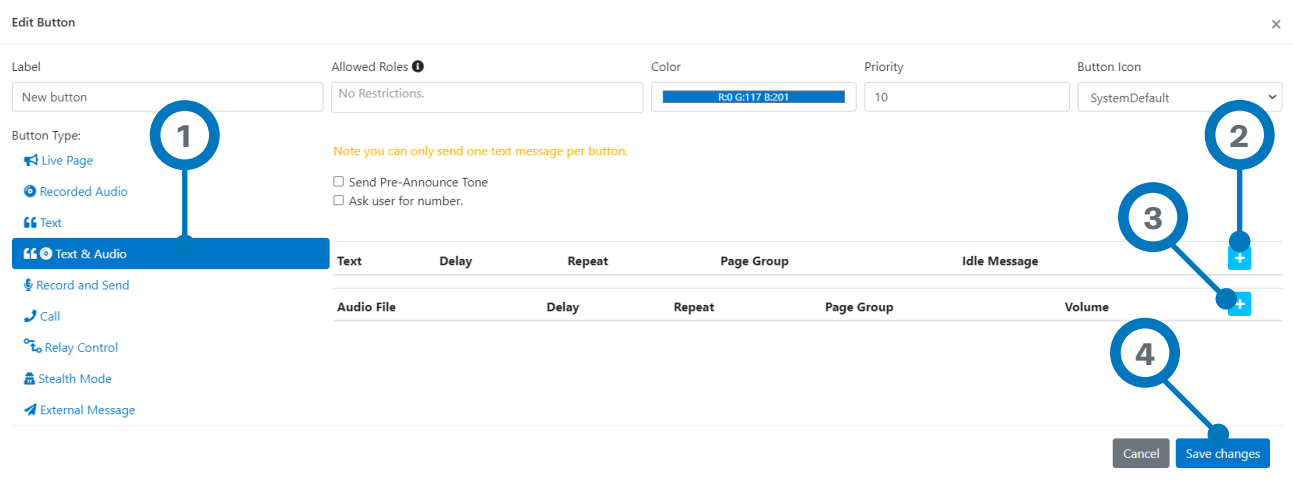 Edit Button
×
Label Allowed Roles Color Priority Button Icon
New button No Restrictions. R:0 G:117 B:201 10 SystemDefault
Button Type:
1
2
Live Page
Note you can only send one text message per button.
Recorded Audio
Send Pre-Announce Tone
Ask user for number.
Text
3
Text & Audio
Text Delay Repeat Page Group Idle Message +
Record and Send
Audio File Delay Repeat Page Group Volume +
Call
Relay Control
4
Stealth Mode
External Message
Cancel Save changes